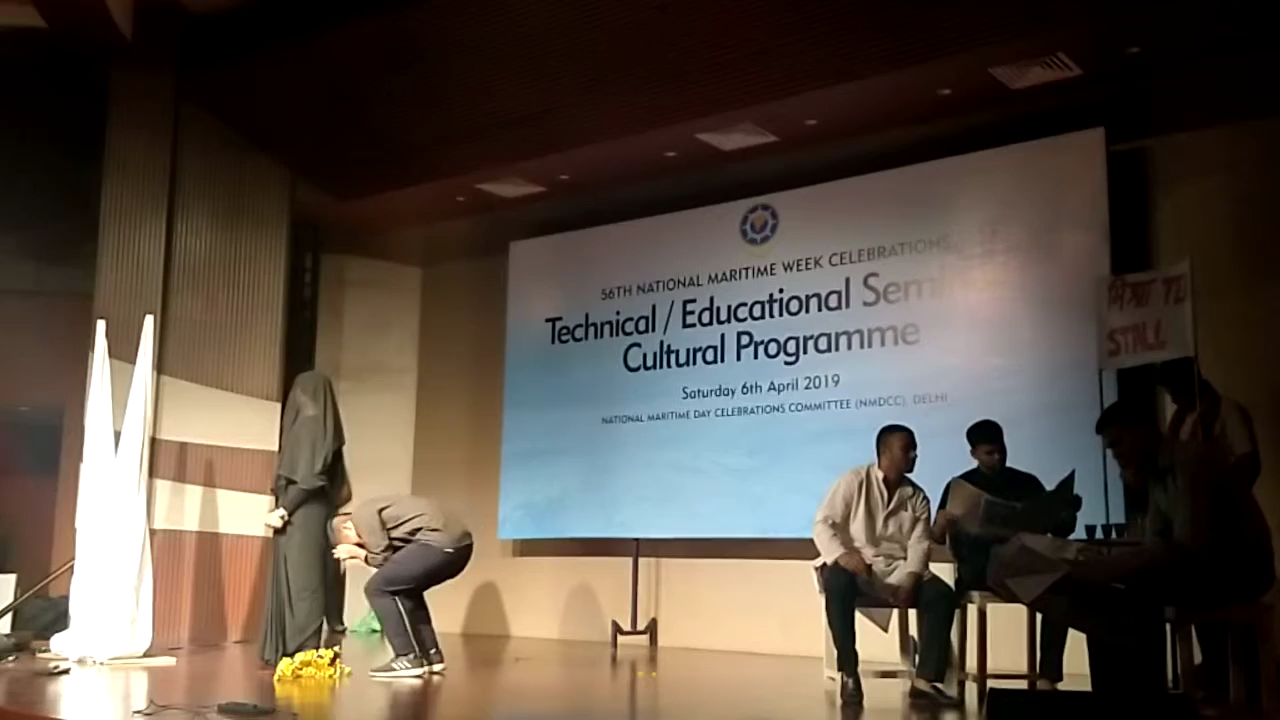 56TH NATIONAL MARITIME WEEK CELEBRATIONS
Technical / Educational
Cultural Programme
Saturday 6th April 2019
NATIONAL MARITIME DAY CELEBRATIONS COMMITTEE (NMDCC), DELHI
STALL